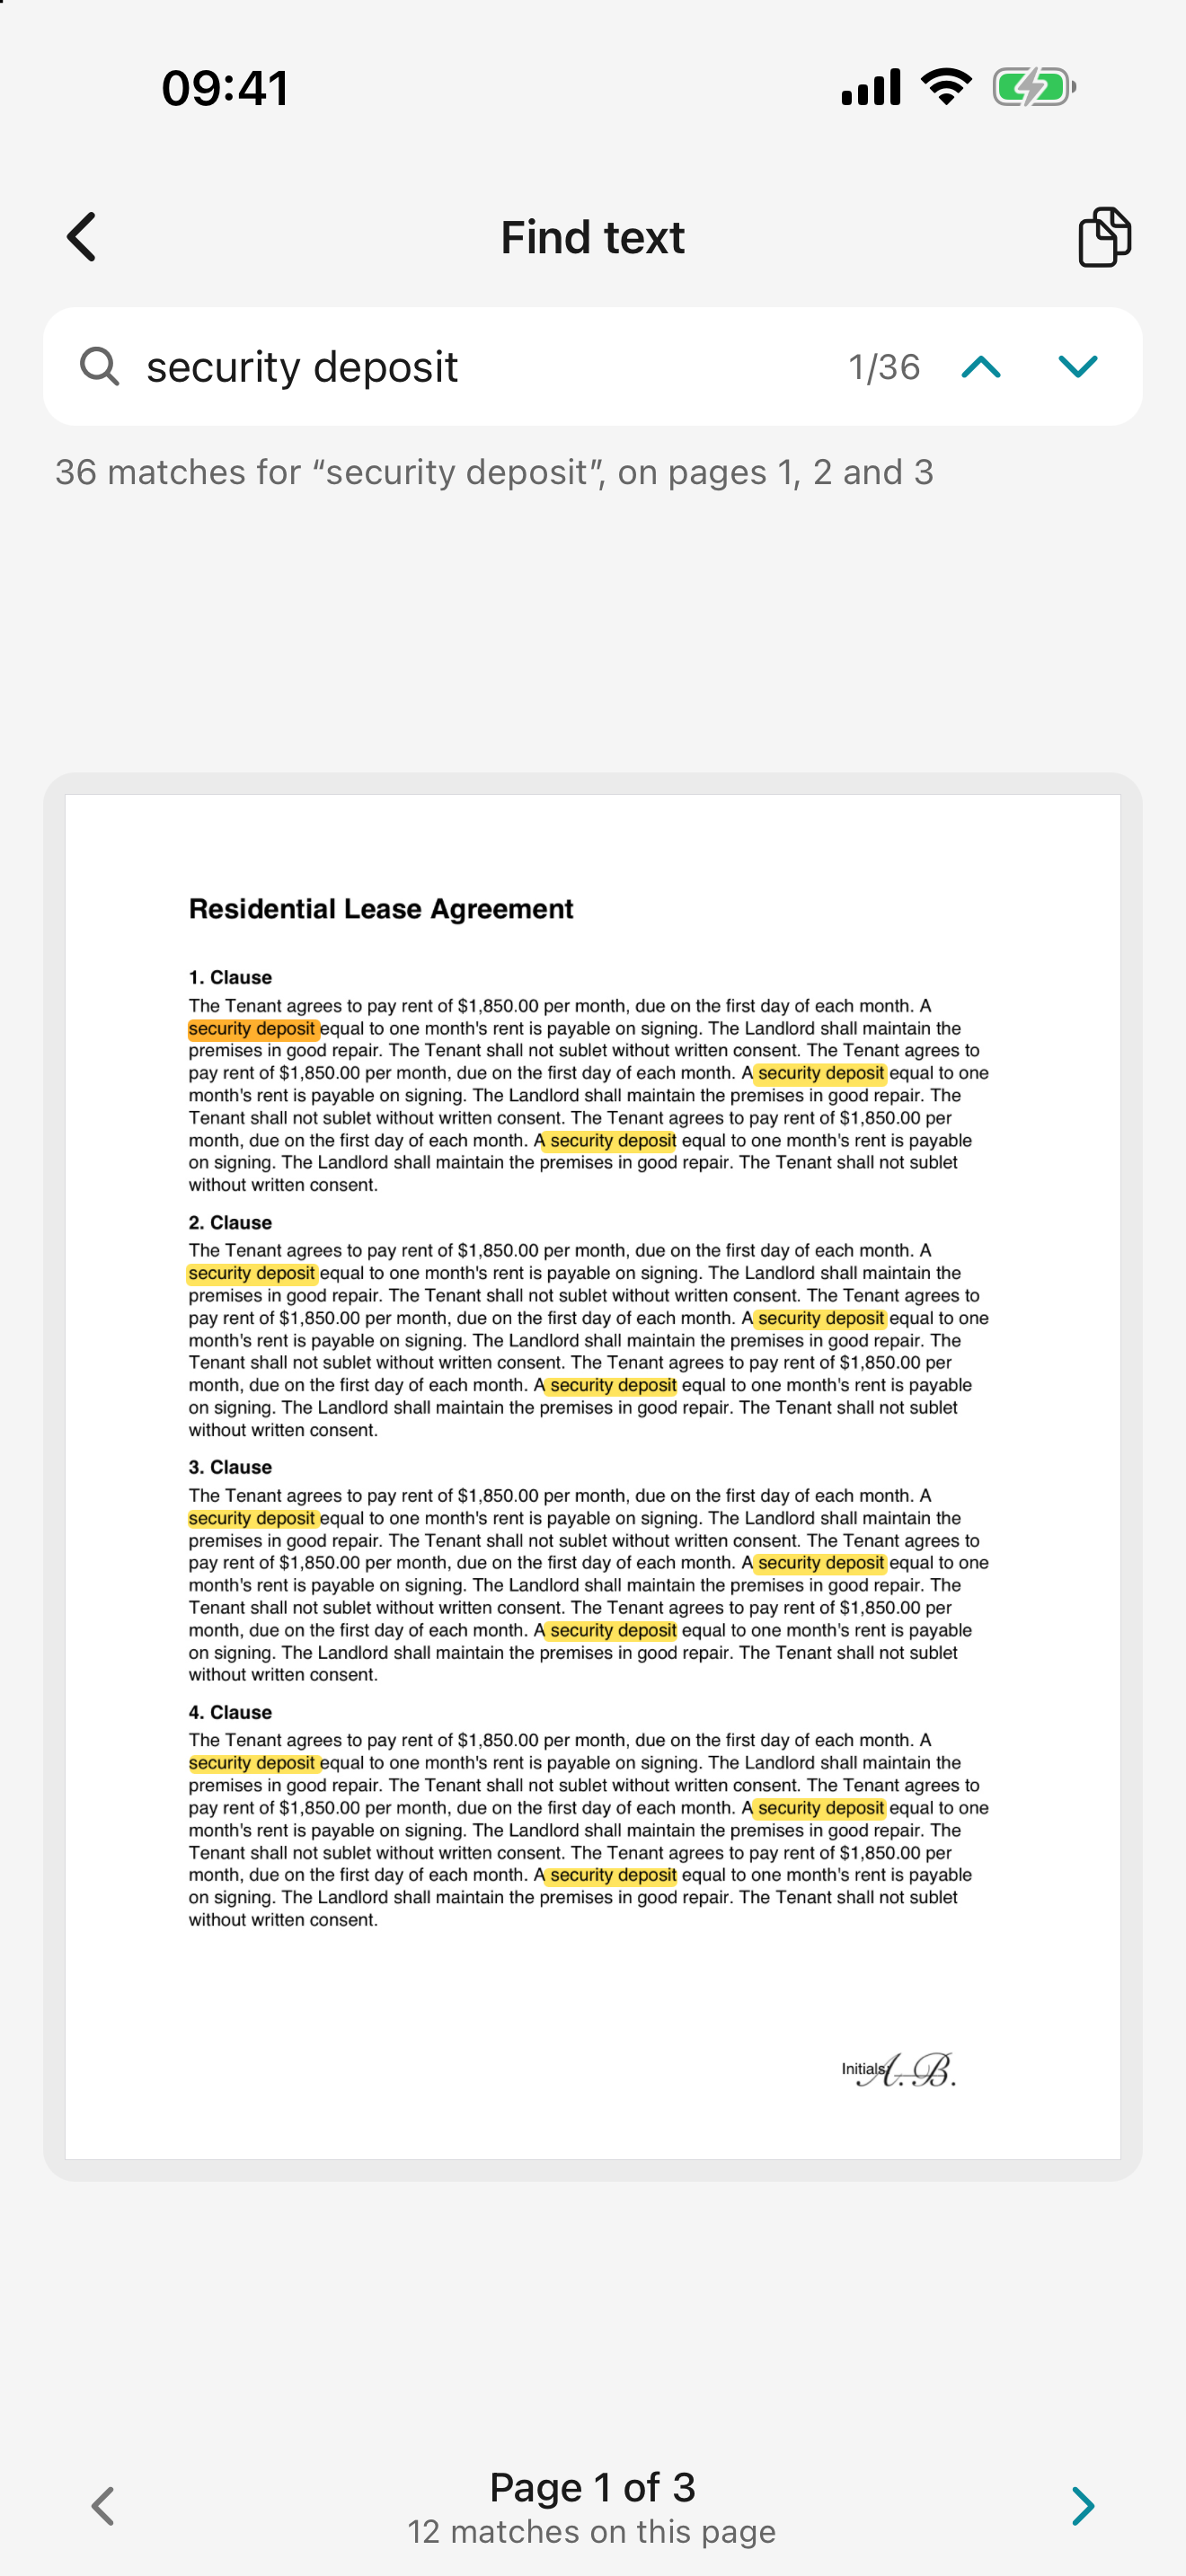 09:41
Find text
security deposit
1/36
36 matches for “security deposit”, on pages 1, 2 and 3
Residential Lease Agreement
1. Clause
The Tenant agrees to pay rent of $1,850.00 per month, due on the first day of each month. A
security deposit equal to one month's rent is payable on signing. The Landlord shall maintain the
premises in good repair. The Tenant shall not sublet without written consent. The Tenant agrees to
pay rent of $1,850.00 per month, due on the first day of each month. A security deposit equal to one
month's rent is payable on signing. The Landlord shall maintain the premises in good repair. The
Tenant shall not sublet without written consent. The Tenant agrees to pay rent of $1,850.00 per
month, due on the first day of each month. A security deposit equal to one month's rent is payable
on signing. The Landlord shall maintain the premises in good repair. The Tenant shall not sublet
without written consent.
2. Clause
The Tenant agrees to pay rent of $1,850.00 per month, due on the first day of each month. A
security deposit equal to one month's rent is payable on signing. The Landlord shall maintain the
premises in good repair. The Tenant shall not sublet without written consent. The Tenant agrees to
pay rent of $1,850.00 per month, due on the first day of each month. A security deposit equal to one
month's rent is payable on signing. The Landlord shall maintain the premises in good repair. The
Tenant shall not sublet without written consent. The Tenant agrees to pay rent of $1,850.00 per
month, due on the first day of each month. A security deposit equal to one month's rent is payable
on signing. The Landlord shall maintain the premises in good repair. The Tenant shall not sublet
without written consent.
3. Clause
The Tenant agrees to pay rent of $1,850.00 per month, due on the first day of each month. A
security deposit equal to one month's rent is payable on signing. The Landlord shall maintain the
premises in good repair. The Tenant shall not sublet without written consent. The Tenant agrees to
pay rent of $1,850.00 per month, due on the first day of each month. A security deposit equal to one
month's rent is payable on signing. The Landlord shall maintain the premises in good repair. The
Tenant shall not sublet without written consent. The Tenant agrees to pay rent of $1,850.00 per
month, due on the first day of each month. A security deposit equal to one month's rent is payable
on signing. The Landlord shall maintain the premises in good repair. The Tenant shall not sublet
without written consent.
4. Clause
The Tenant agrees to pay rent of $1,850.00 per month, due on the first day of each month. A
security deposit equal to one month's rent is payable on signing. The Landlord shall maintain the
premises in good repair. The Tenant shall not sublet without written consent. The Tenant agrees to
pay rent of $1,850.00 per month, due on the first day of each month. A security deposit equal to one
month's rent is payable on signing. The Landlord shall maintain the premises in good repair. The
Tenant shall not sublet without written consent. The Tenant agrees to pay rent of $1,850.00 per
month, due on the first day of each month. A security deposit equal to one month's rent is payable
on signing. The Landlord shall maintain the premises in good repair. The Tenant shall not sublet
without written consent.
Initials: A. B.
Page 1 of 3
12 matches on this page